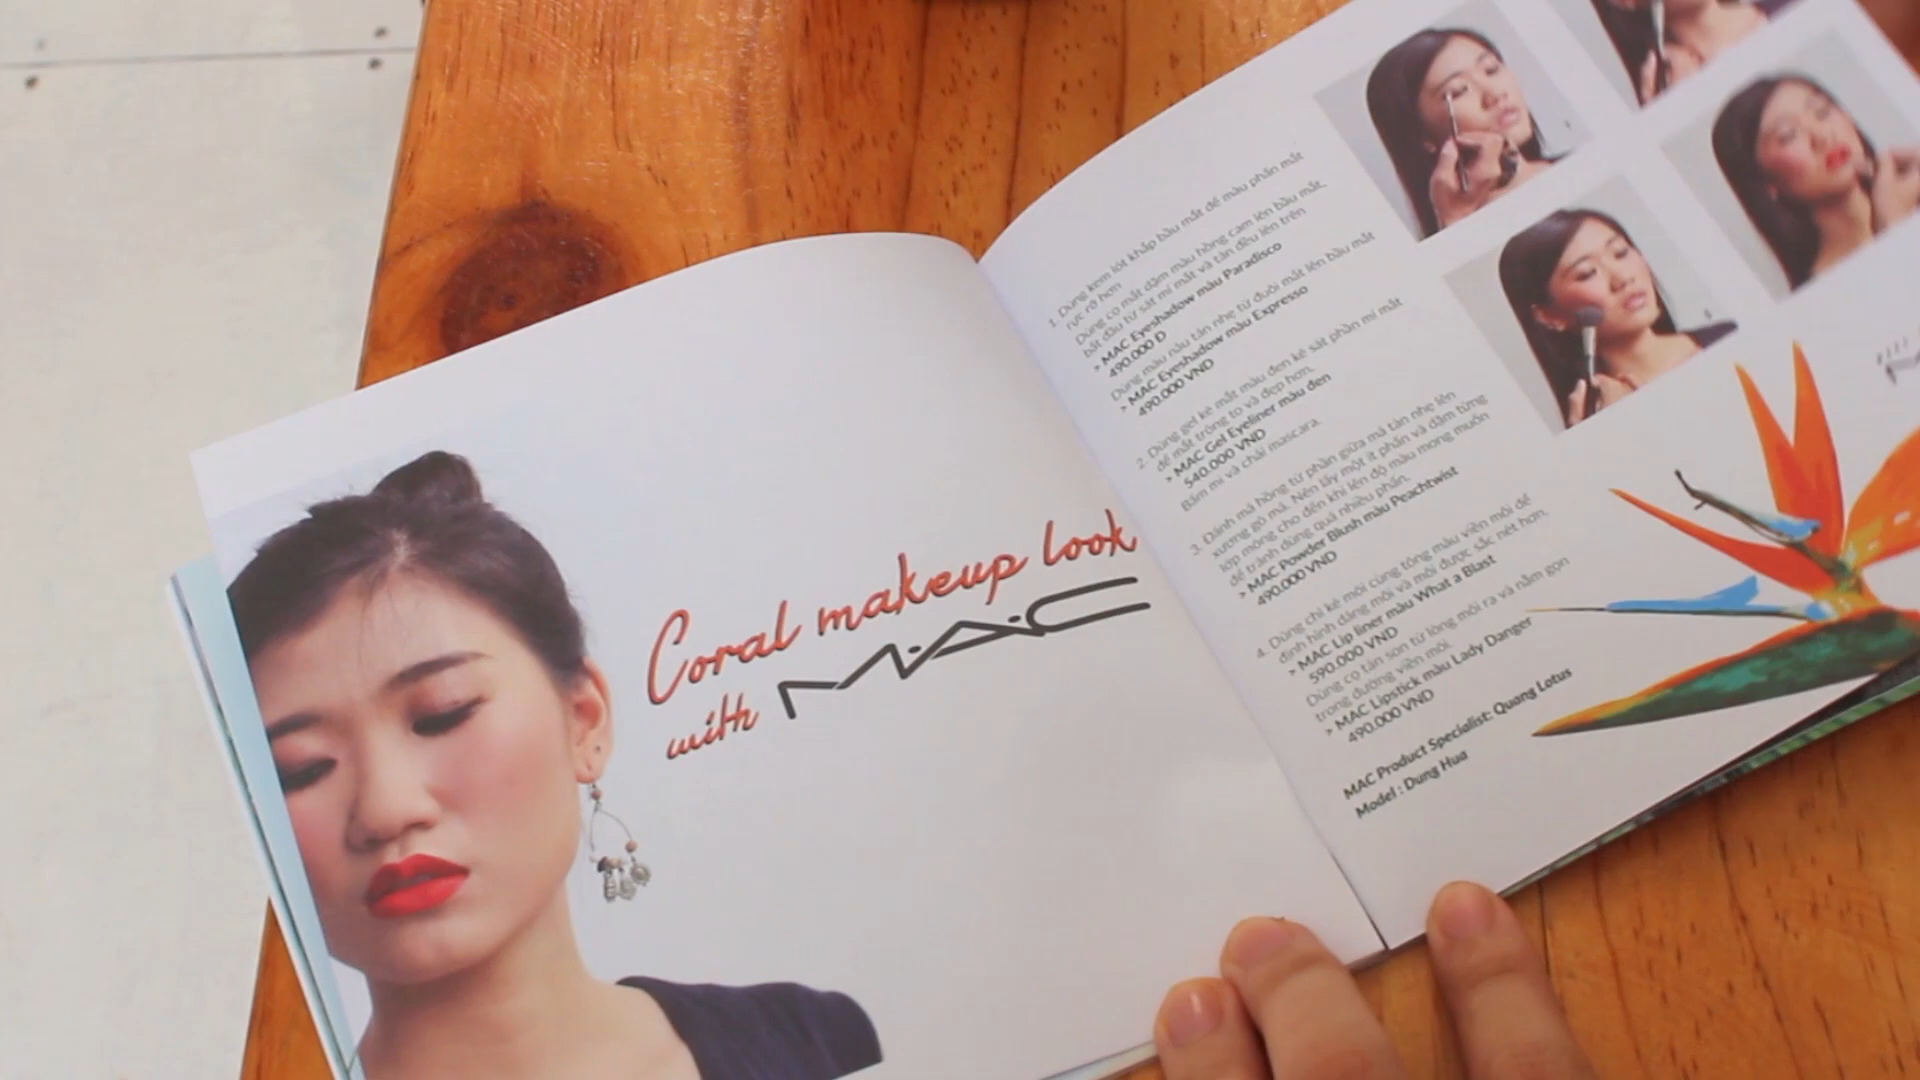 Coral makeup look
with MAC
1. Dùng kem lót khắp bầu mắt để màu phấn mắt
rực rỡ hơn
Dùng cọ mắt dặm màu hồng cam lên bầu mắt,
bắt đầu từ sát mí mắt và tán đều lên trên
> MAC Eyeshadow màu Paradisco
490.000 D
Dùng màu nâu tán nhẹ từ đuôi mắt lên bầu mắt
> MAC Eyeshadow màu Expresso
490.000 VND
2. Dùng gel kẻ mắt màu đen kẻ sát phần mí mắt
để mắt trông to và đẹp hơn.
> MAC Gel Eyeliner màu đen
540.000 VND
Bấm mi và chải mascara.
3. Đánh má hồng từ phần giữa má tán nhẹ lên
xương gò má. Nên lấy một ít phấn và dặm từng
lớp mỏng cho đến khi lên độ màu mong muốn
để tránh dùng quá nhiều phấn.
> MAC Powder Blush màu Peachtwist
490.000 VND
4. Dùng chì kẻ môi cùng tông màu viền môi để
định hình dáng môi và môi được sắc nét hơn.
> MAC Lip liner màu What a Blast
590.000 VND
Dùng cọ tán son từ lòng môi ra và nằm gọn
trong đường viền môi.
> MAC Lipstick màu Lady Danger
490.000 VND
MAC Product Specialist: Quang Lotus
Model : Dung Hua